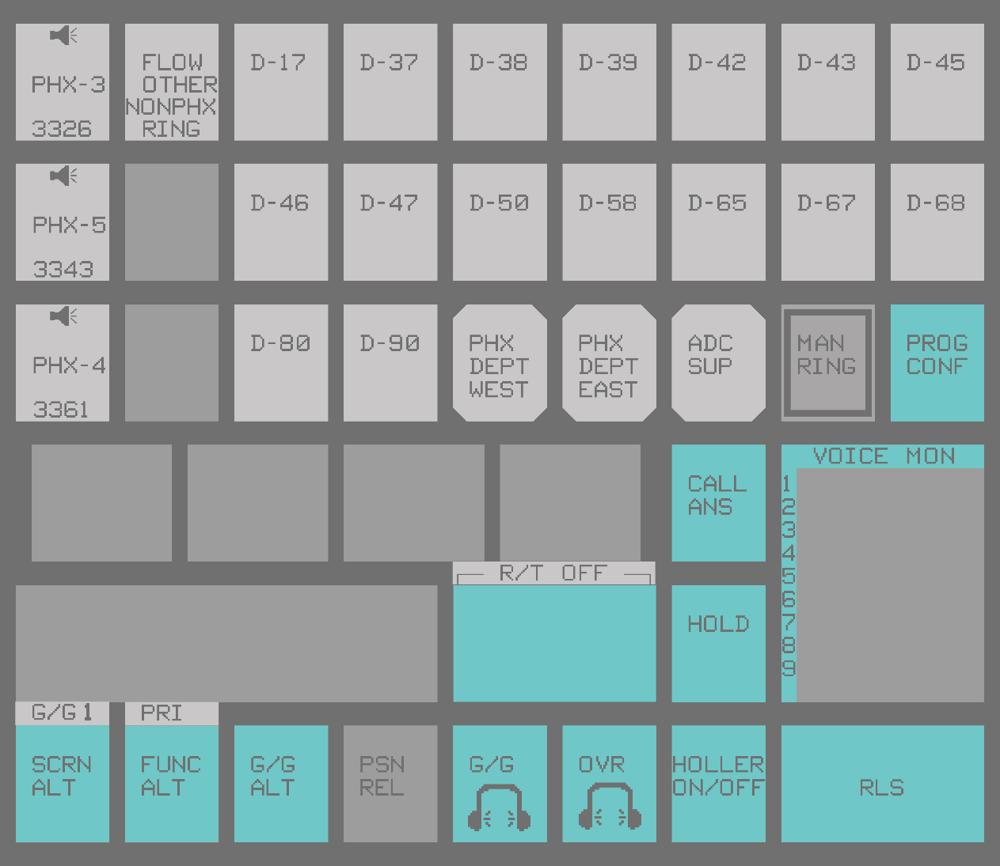 PHX-3
3326
FLOW
OTHER
NONPHX
RING
D-17
D-37
D-38
D-39
D-42
D-43
D-45
PHX-5
3343
D-46
D-47
D-50
D-58
D-65
D-67
D-68
PHX-4
3361
D-80
D-90
PHX
DEPT
WEST
PHX
DEPT
EAST
ADC
SUP
MAN
RING
PROG
CONF
CALL
ANS
VOICE MON
1
2
3
4
5
6
7
8
9
R/T OFF
HOLD
G/G 1
SCRN
ALT
PRI
FUNC
ALT
G/G
ALT
PSN
REL
G/G
OVR
HOLLER
ON/OFF
RLS